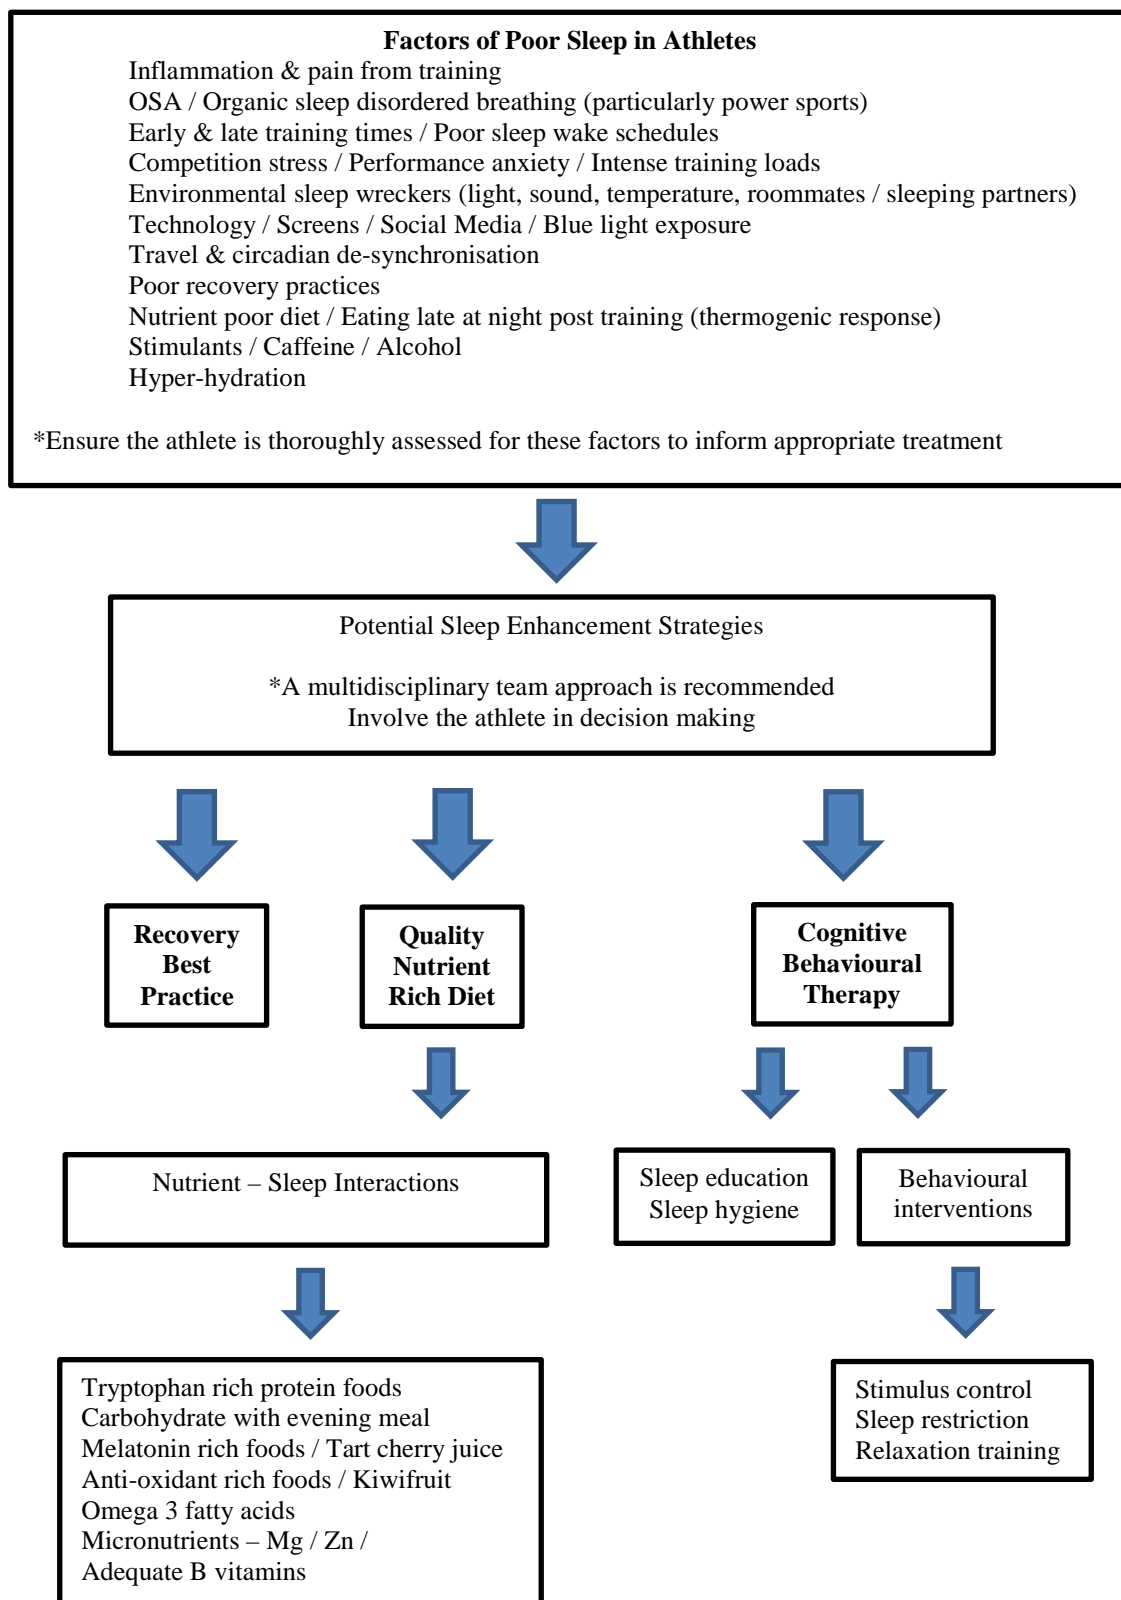 Factors of Poor Sleep in Athletes
Inflammation & pain from training
OSA / Organic sleep disordered breathing (particularly power sports)
Early & late training times / Poor sleep wake schedules
Competition stress / Performance anxiety / Intense training loads
Environmental sleep wreckers (light, sound, temperature, roommates / sleeping partners)
Technology / Screens / Social Media / Blue light exposure
Travel & circadian de-synchronisation
Poor recovery practices
Nutrient poor diet / Eating late at night post training (thermogenic response)
Stimulants / Caffeine / Alcohol
Hyper-hydration
*Ensure the athlete is thoroughly assessed for these factors to inform appropriate treatment
Potential Sleep Enhancement Strategies
*A multidisciplinary team approach is recommended
Involve the athlete in decision making
Recovery
Best
Practice
Quality
Nutrient
Rich Diet
Cognitive
Behavioural
Therapy
Nutrient – Sleep Interactions
Sleep education
Sleep hygiene
Behavioural
interventions
Tryptophan rich protein foods
Carbohydrate with evening meal
Melatonin rich foods / Tart cherry juice
Anti-oxidant rich foods / Kiwifruit
Omega 3 fatty acids
Micronutrients – Mg / Zn /
Adequate B vitamins
Stimulus control
Sleep restriction
Relaxation training